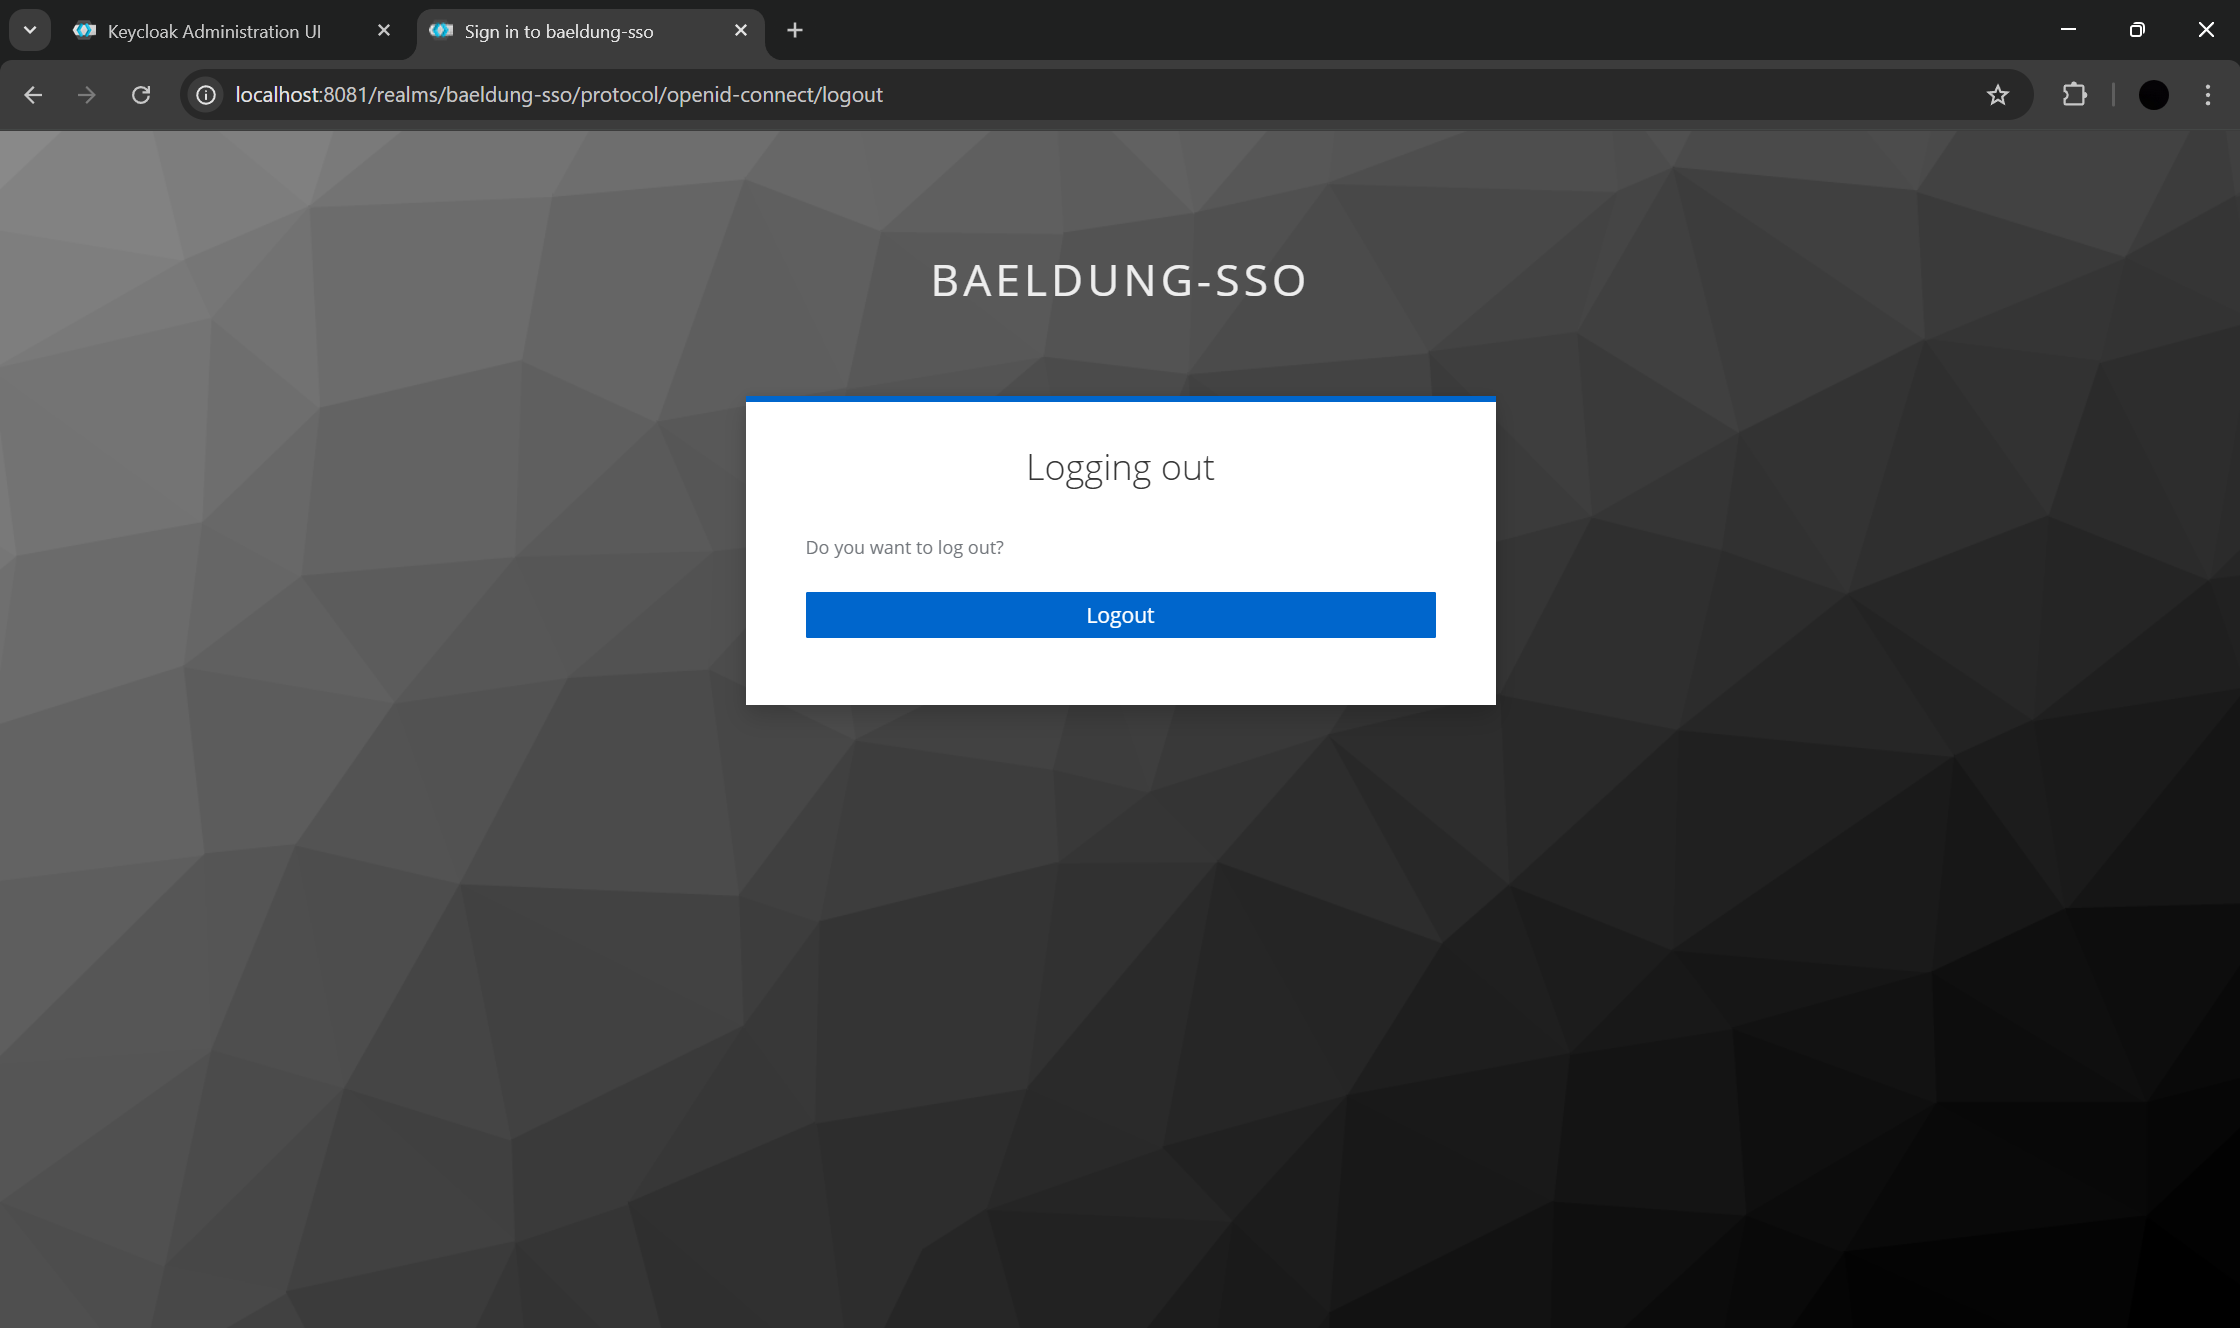 Keycloak Administration UI
Sign in to baeldung-sso
localhost:8081/realms/baeldung-sso/protocol/openid-connect/logout
BAELDUNG-SSO
Logging out
Do you want to log out?
Logout